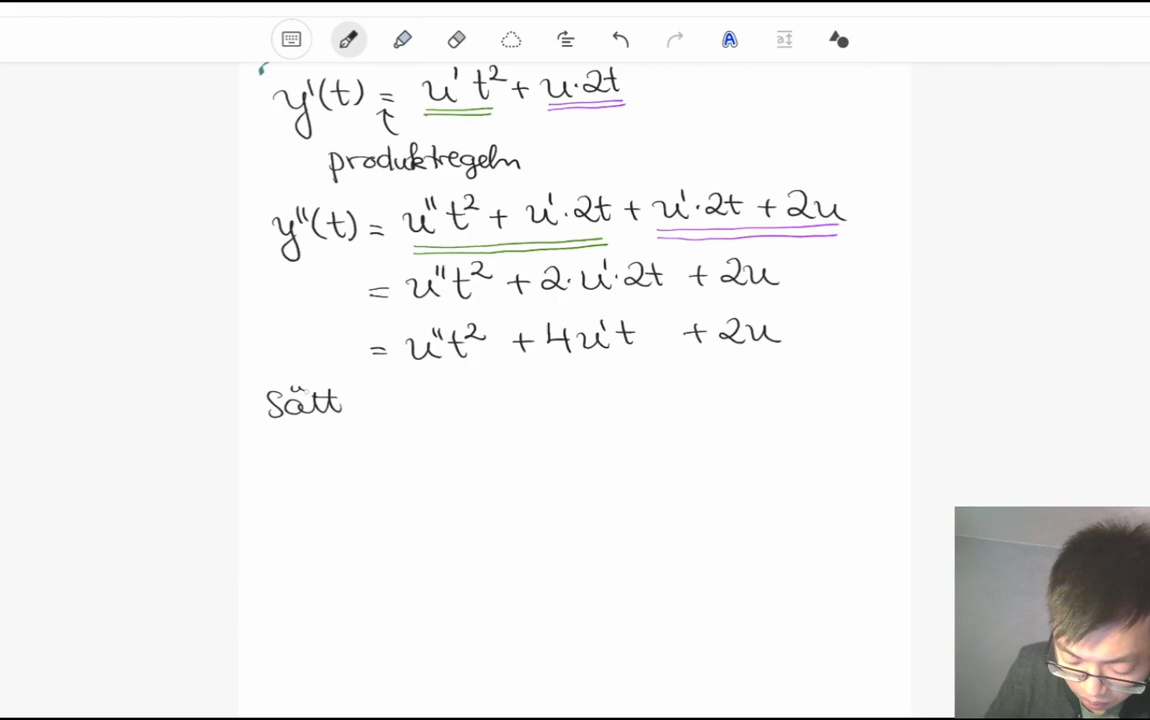 y'(t) = u' t² + u·2t
produktregeln
y''(t) = u'' t² + u'·2t + u'·2t + 2u
= u'' t² + 2·u'·2t + 2u
= u'' t² + 4u't + 2u
Sätt